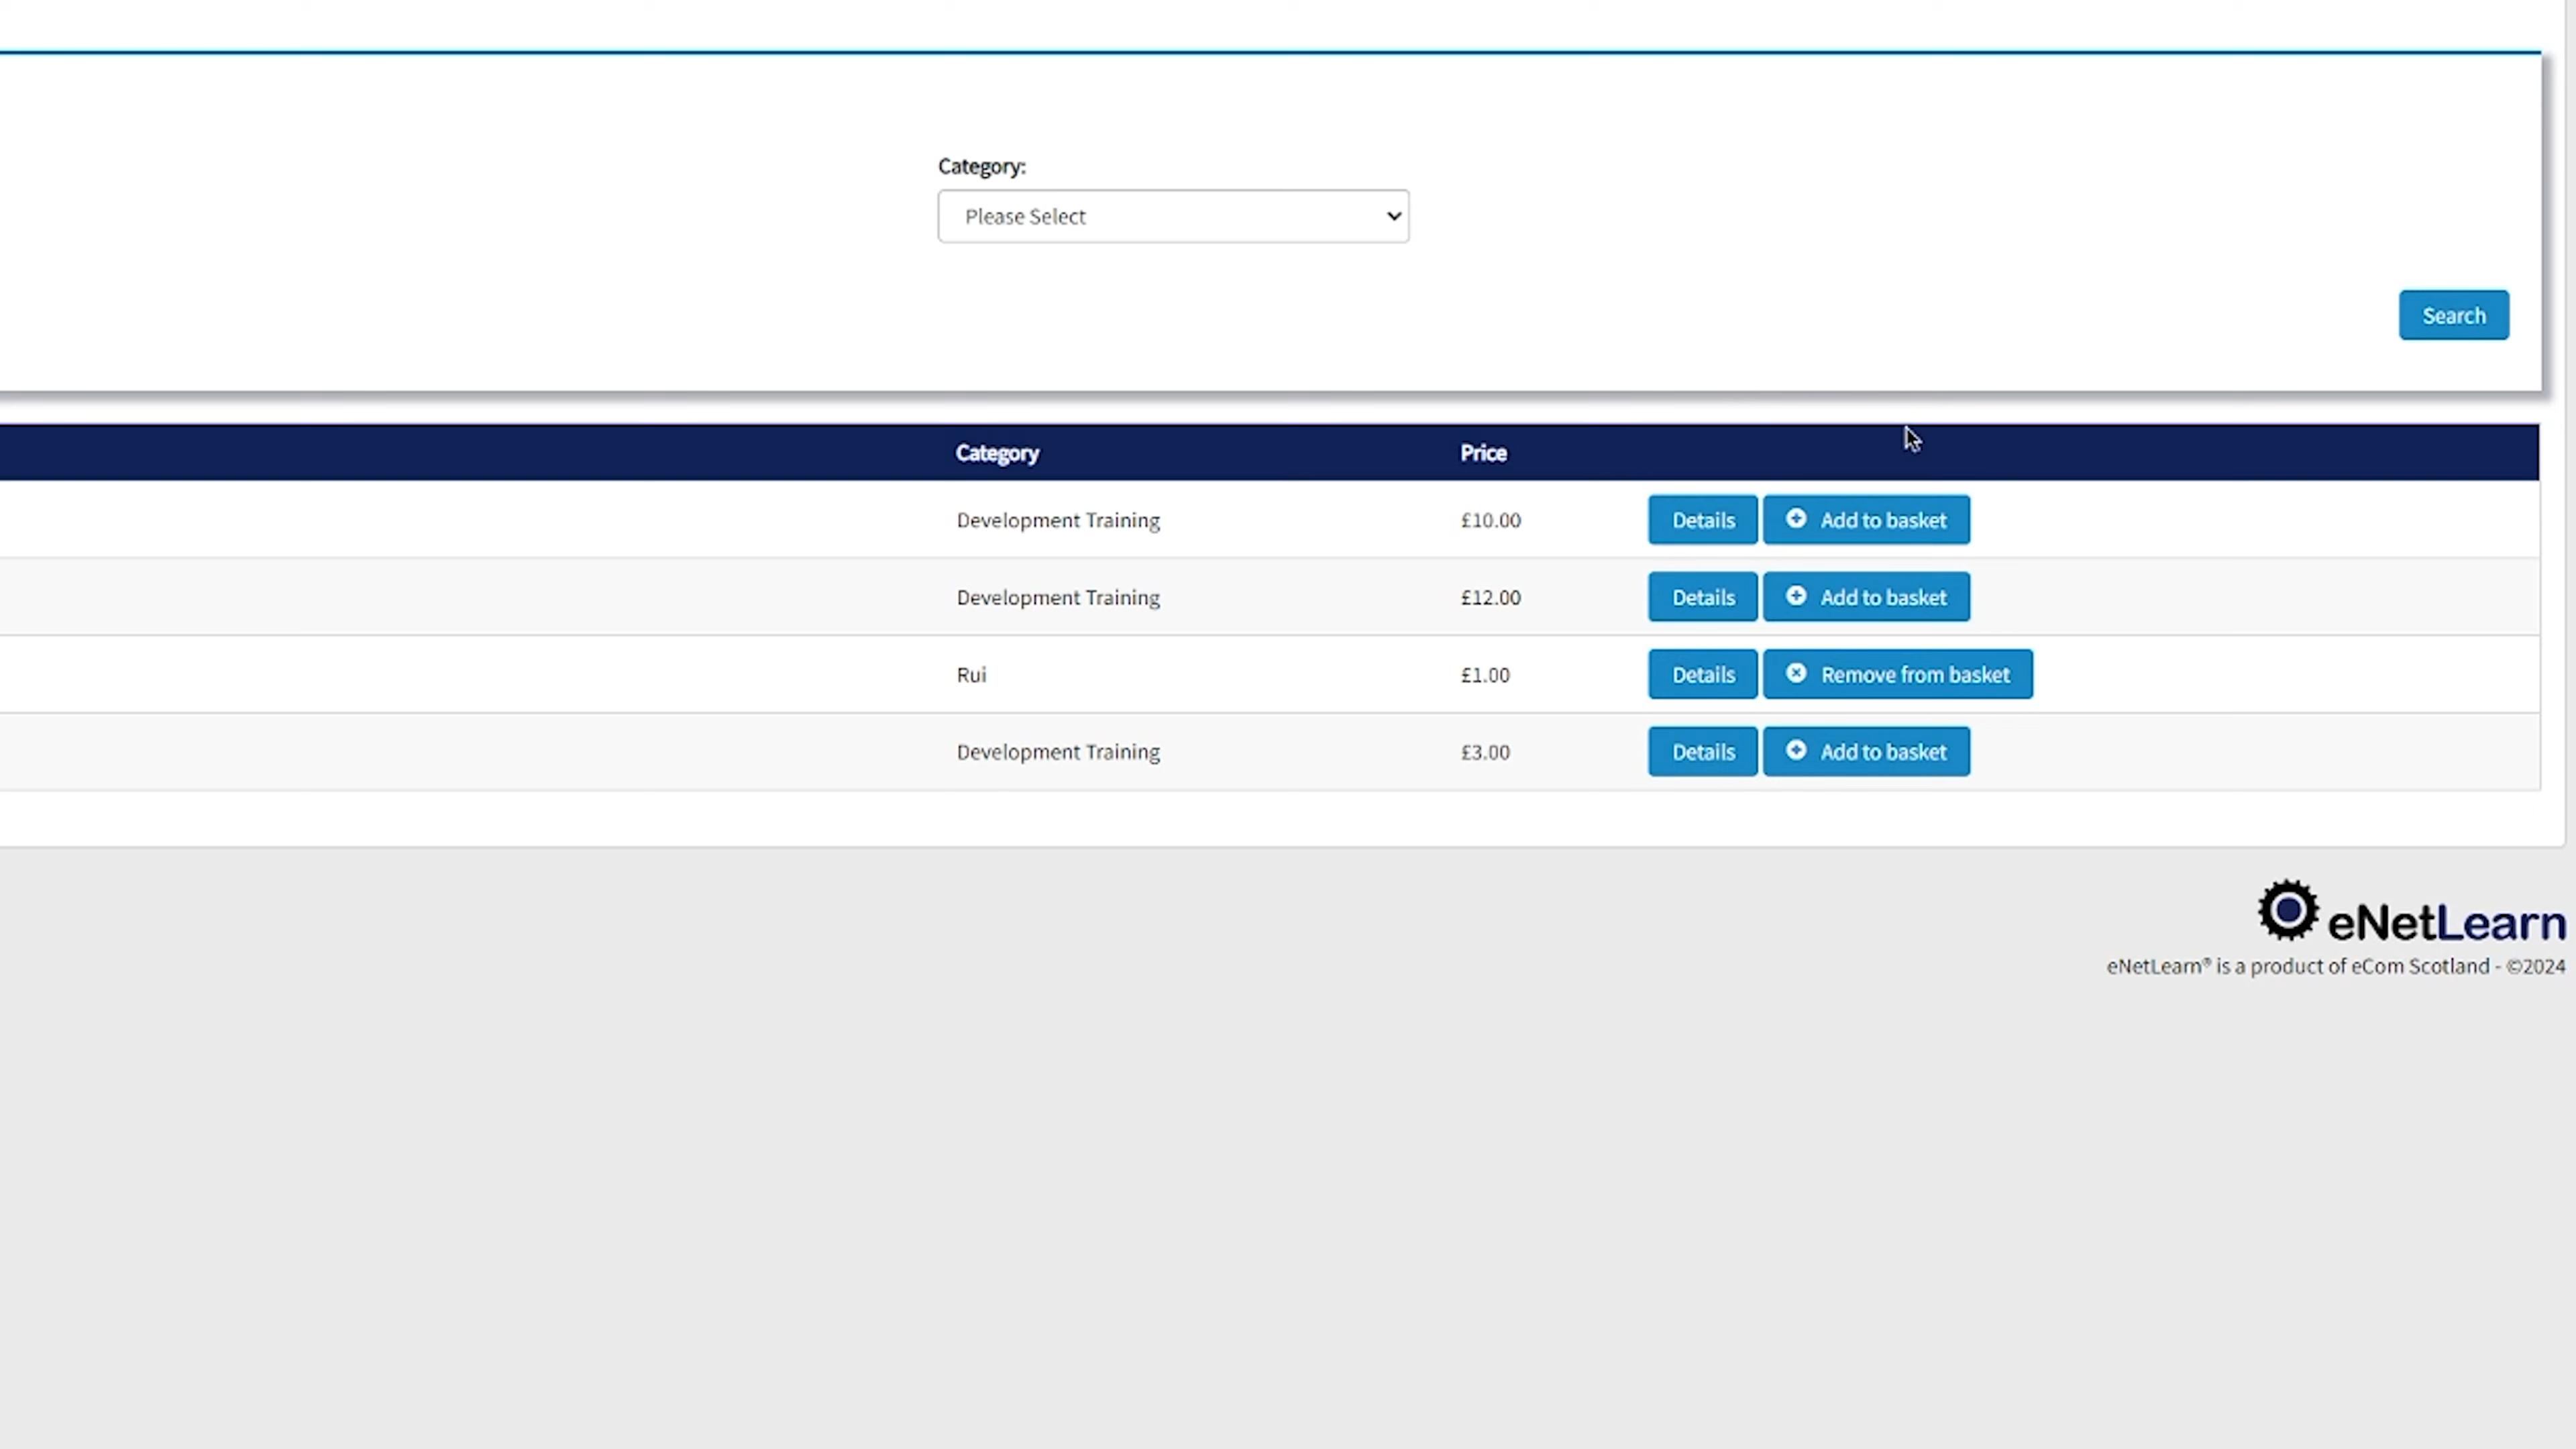 Category:
Please Select
Search
Category Price
Development Training £10.00 Details Add to basket
Development Training £12.00 Details Add to basket
Rui £1.00 Details Remove from basket
Development Training £3.00 Details Add to basket
eNetLearn
eNetLearn® is a product of eCom Scotland - ©2024